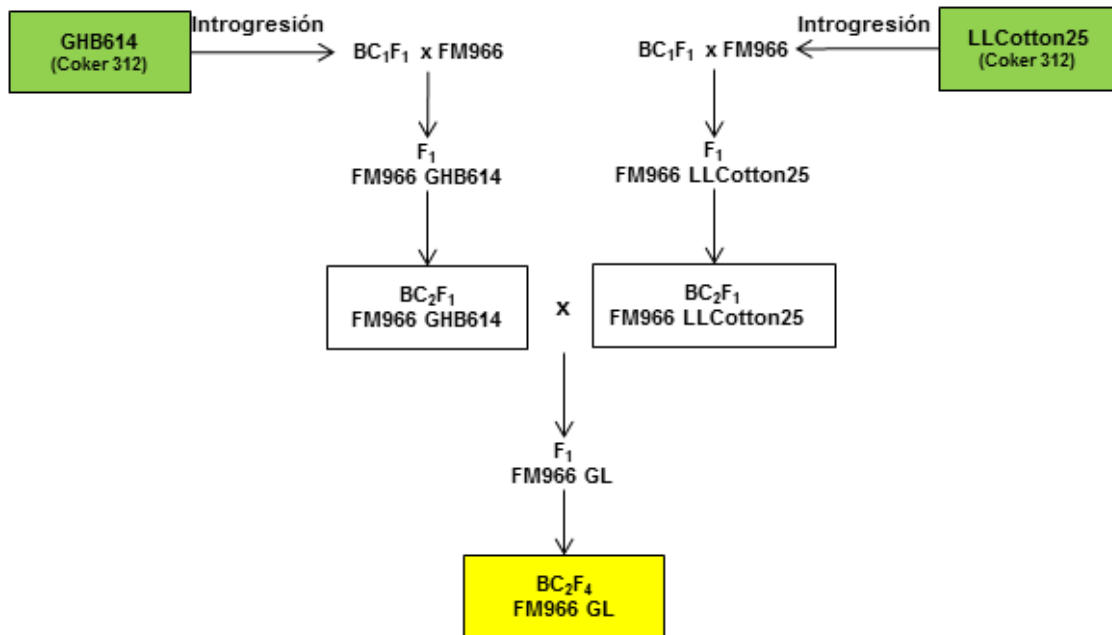 GHB614
(Coker 312)
Introgresión
BC₁F₁ x FM966
BC₁F₁ x FM966
Introgresión
LLCotton25
(Coker 312)
F₁
FM966 GHB614
F₁
FM966 LLCotton25
BC₂F₁
FM966 GHB614
x
BC₂F₁
FM966 LLCotton25
F₁
FM966 GL
BC₂F₄
FM966 GL